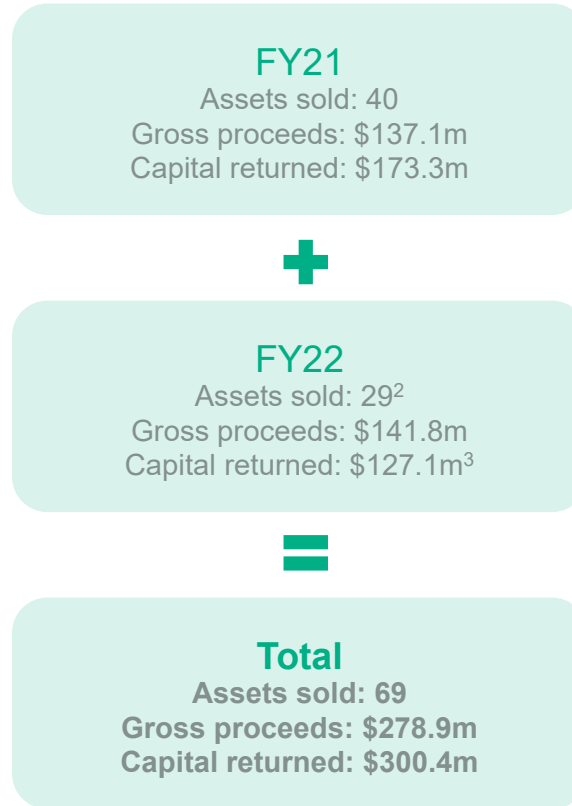 FY21
Assets sold: 40
Gross proceeds: $137.1m
Capital returned: $173.3m
+
FY22
Assets sold: 29²
Gross proceeds: $141.8m
Capital returned: $127.1m³
=
Total
Assets sold: 69
Gross proceeds: $278.9m
Capital returned: $300.4m